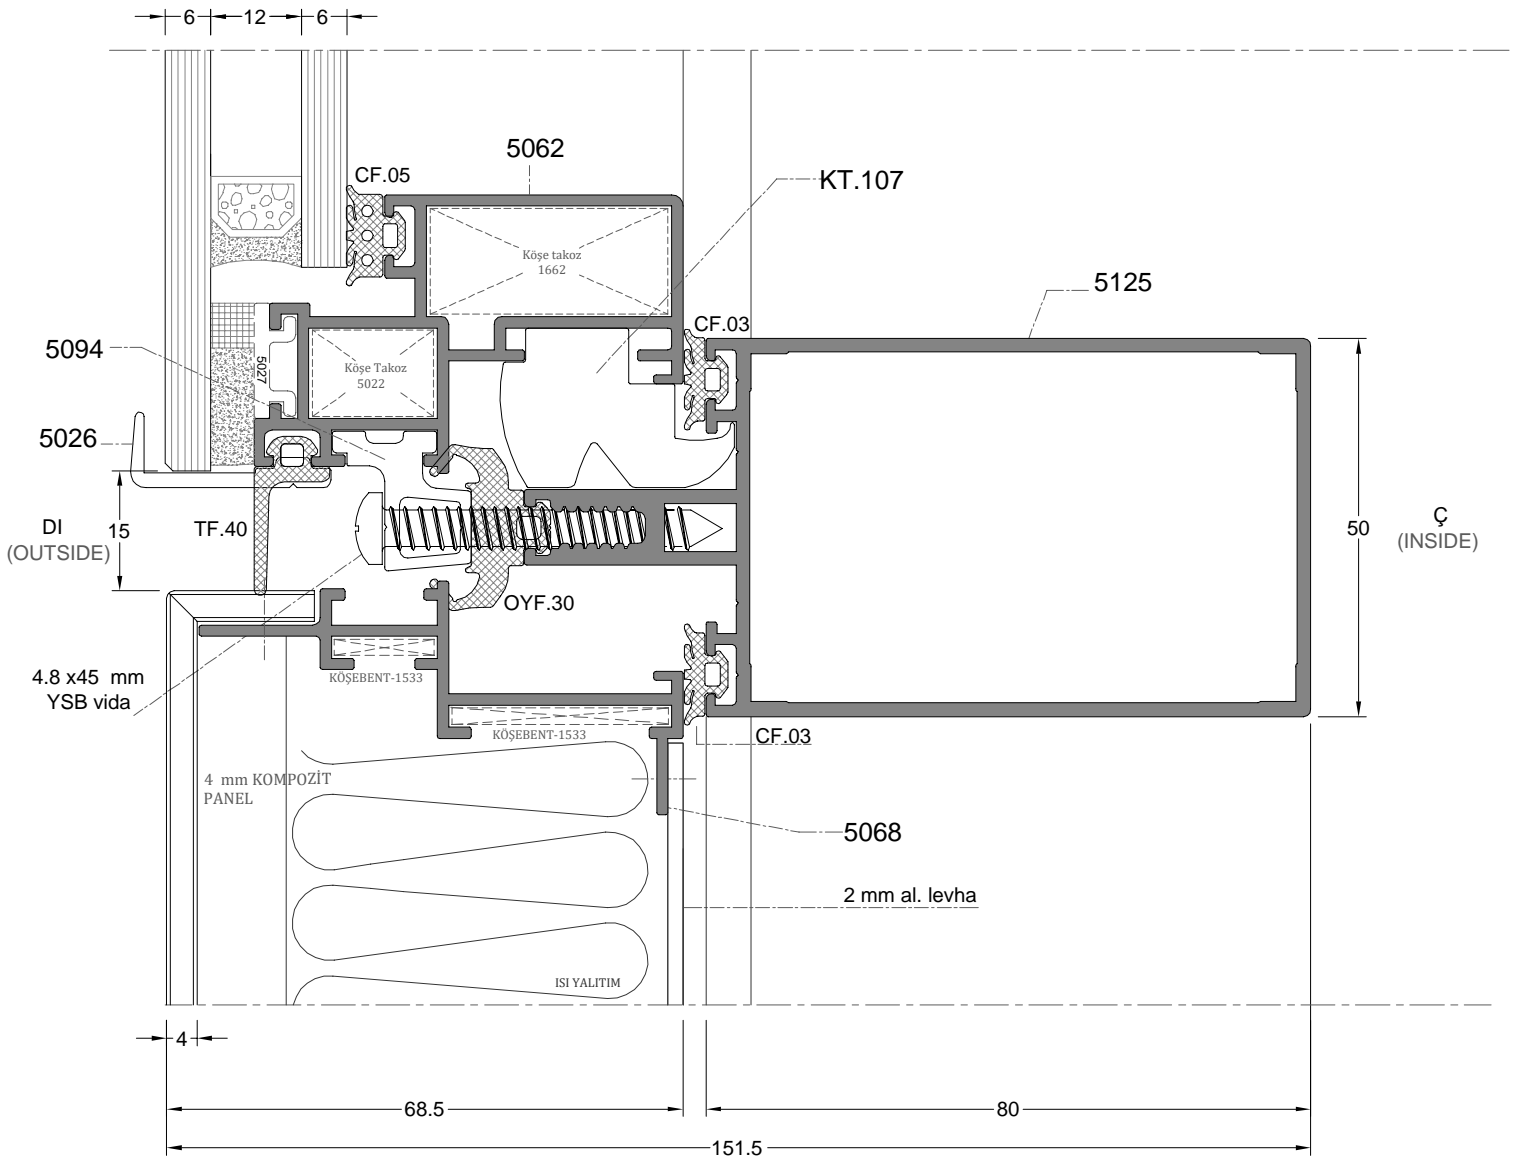 6 12 6
5062
CF.05
KT.107
Köşe takoz
1662
5125
CF.03
5094
Köşe Takoz
5022
5027
5026
DI
(OUTSIDE)
15
TF.40
Ç
(INSIDE)
50
OYF.30
4.8 x45 mm
YSB vida
KÖŞEBENT-1533
KÖŞEBENT-1533
CF.03
4 mm KOMPOZİT
PANEL
5068
2 mm al. levha
ISI YALITIM
4
68.5
80
151.5